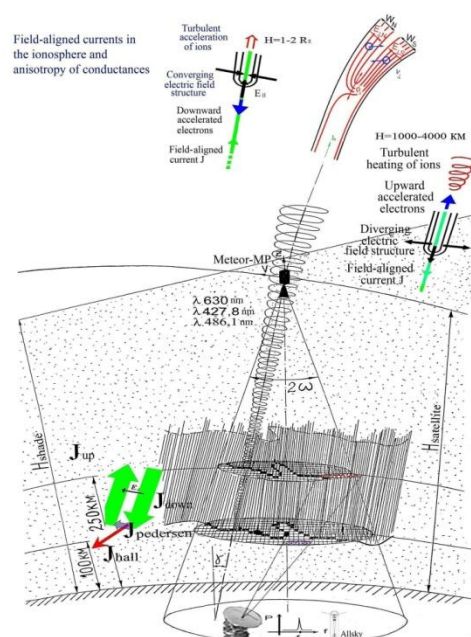 Field-aligned currents in
the ionosphere and
anisotropy of conductances
Turbulent
acceleration
of ions
H=1-2 R
Converging
electric field
structure
E
Downward
accelerated
electrons
Field-aligned
current J
H=1000-4000 KM
Turbulent
heating of ions
Upward
accelerated
electrons
Diverging
electric
field structure
Field-aligned
current J
Meteor-MP
λ 630 nm
λ 427,8 nm
λ 486,1 nm
2ω
Hshade
Hsatellite
Jup
Jdown
Jpedersen
Jhall
250KM
100KM
γ
P
f
Allsky